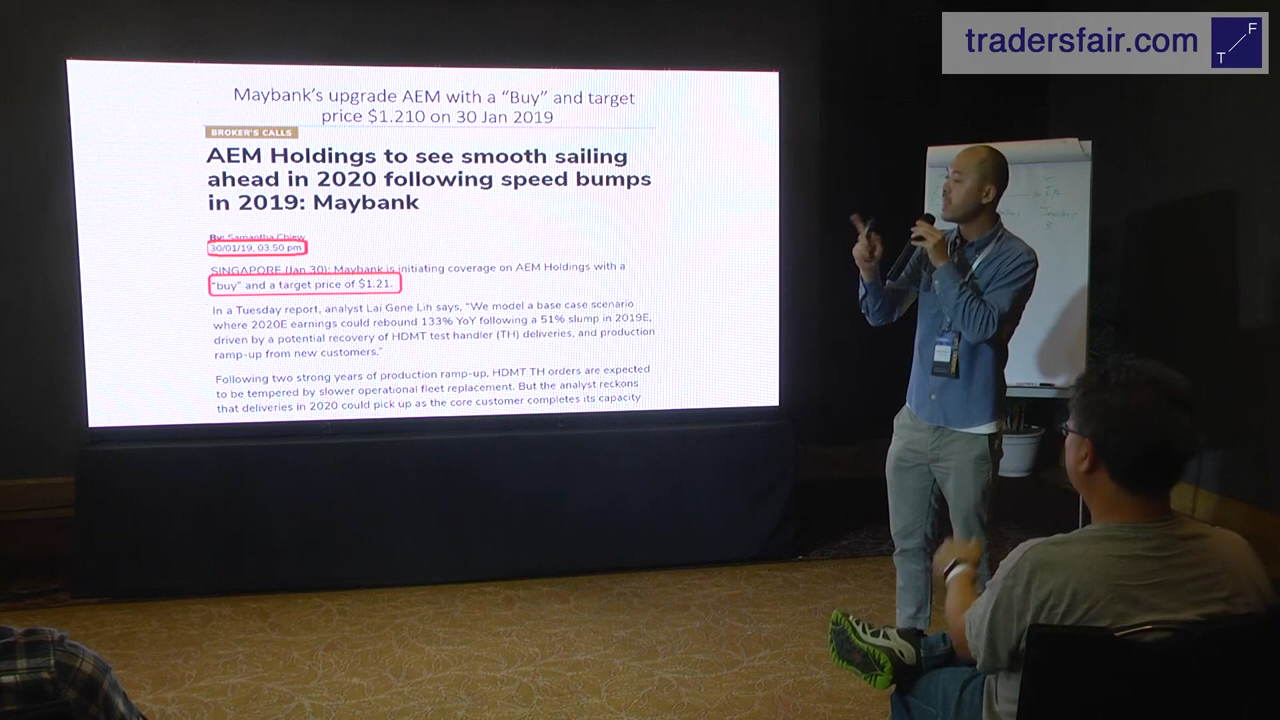 tradersfair.com
F
T
Maybank's upgrade AEM with a "Buy" and target
price $1.210 on 30 Jan 2019
BROKER'S CALLS
AEM Holdings to see smooth sailing
ahead in 2020 following speed bumps
in 2019: Maybank
By: Samantha Chiew
30/01/19, 03.50 pm
SINGAPORE (Jan 30): Maybank is initiating coverage on AEM Holdings with a
"buy" and a target price of $1.21.
In a Tuesday report, analyst Lai Gene Lih says, "We model a base case scenario
where 2020E earnings could rebound 133% YoY following a 51% slump in 2019E,
driven by a potential recovery of HDMT test handler (TH) deliveries, and production
ramp-up from new customers."
Following two strong years of production ramp-up, HDMT TH orders are expected
to be tempered by slower operational fleet replacement. But the analyst reckons
that deliveries in 2020 could pick up as the core customer completes its capacity